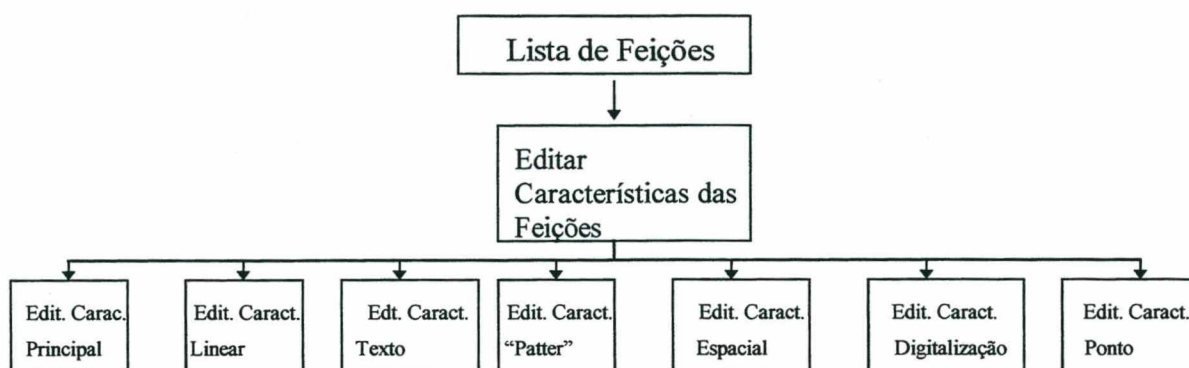 Lista de Feições
Editar
Características das
Feições
Edit. Carac.
Principal
Edit. Caract.
Linear
Edt. Caract.
Texto
Edit. Caract.
“Patter”
Edit. Caract.
Espacial
Edit. Caract.
Digitalização
Edit. Caract.
Ponto